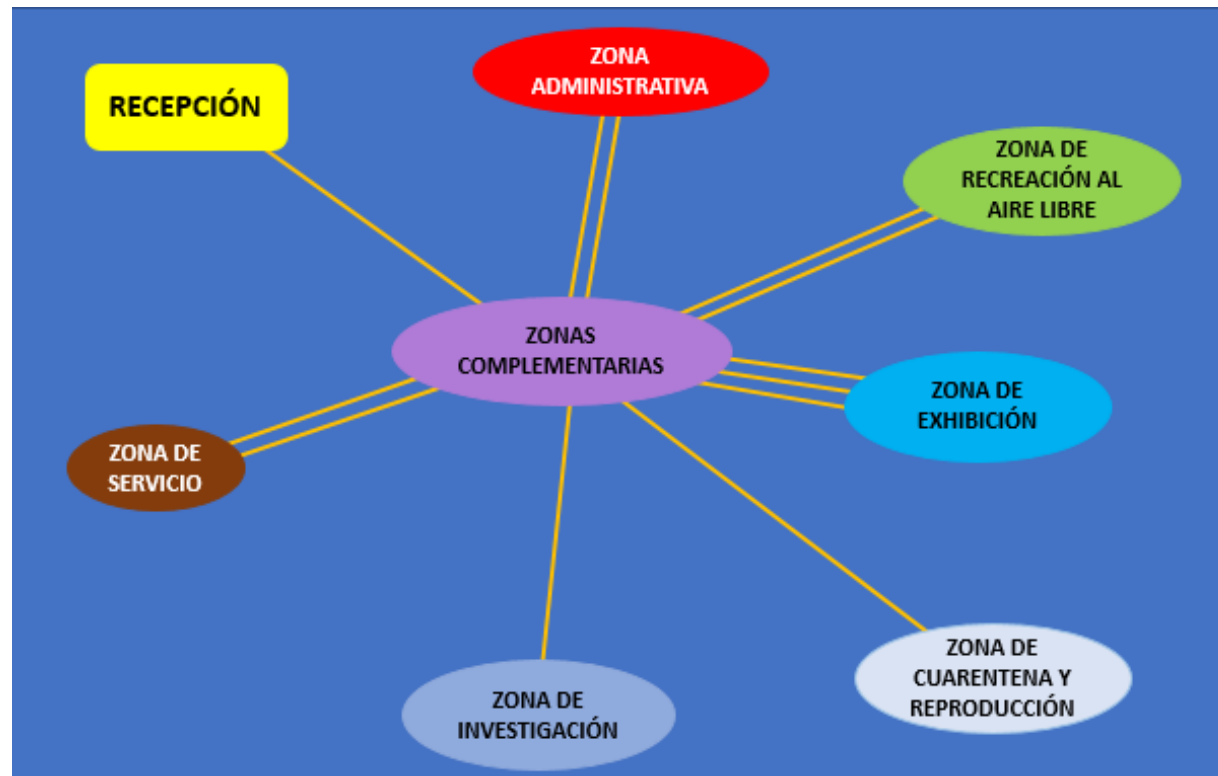 RECEPCIÓN
ZONA
ADMINISTRATIVA
ZONA DE
RECREACIÓN AL
AIRE LIBRE
ZONAS
COMPLEMENTARIAS
ZONA DE
EXHIBICIÓN
ZONA DE
SERVICIO
ZONA DE
INVESTIGACIÓN
ZONA DE
CUARENTENA Y
REPRODUCCIÓN